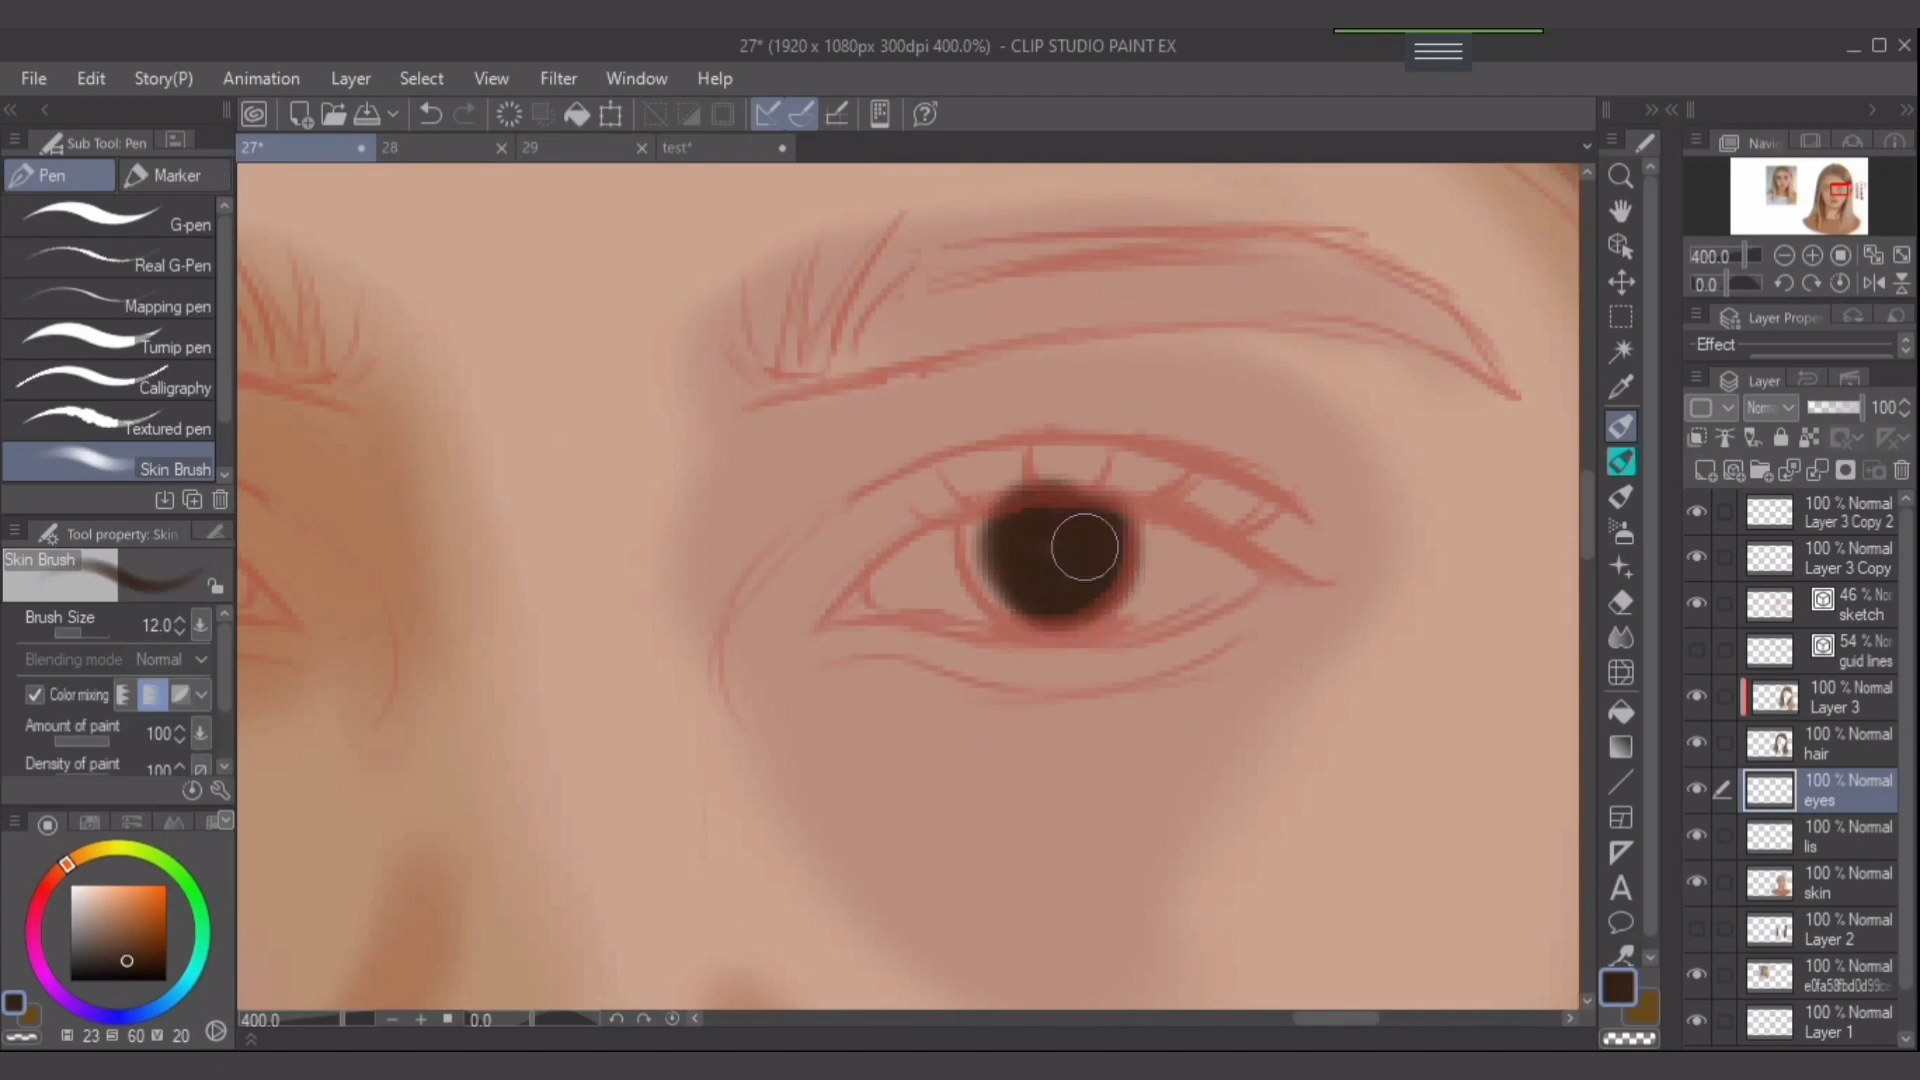 27* (1920 x 1080px 300dpi 400.0%) - CLIP STUDIO PAINT EX
File Edit Story(P) Animation Layer Select View Filter Window Help
Sub Tool: Pen
27* 28 29 test*
Pen Marker
G-pen
Real G-Pen
Mapping pen
Turnip pen
Calligraphy
Textured pen
Skin Brush
Tool property: Skin
Skin Brush
Brush Size 12.0
Blending mode Normal
Color mixing
Amount of paint 100
Density of paint 100
H 23 S 60 V 20
400.0 0.0
Navig
400.0
0.0
Layer Prope
Effect
Layer
Norm 100
100 % Normal
Layer 3 Copy 2
100 % Normal
Layer 3 Copy
46 % No
sketch
54 % No
guid lines
100 % Normal
Layer 3
100 % Normal
hair
100 % Normal
eyes
100 % Normal
lis
100 % Normal
skin
100 % Normal
Layer 2
100 % Normal
100 % Normal
Layer 1